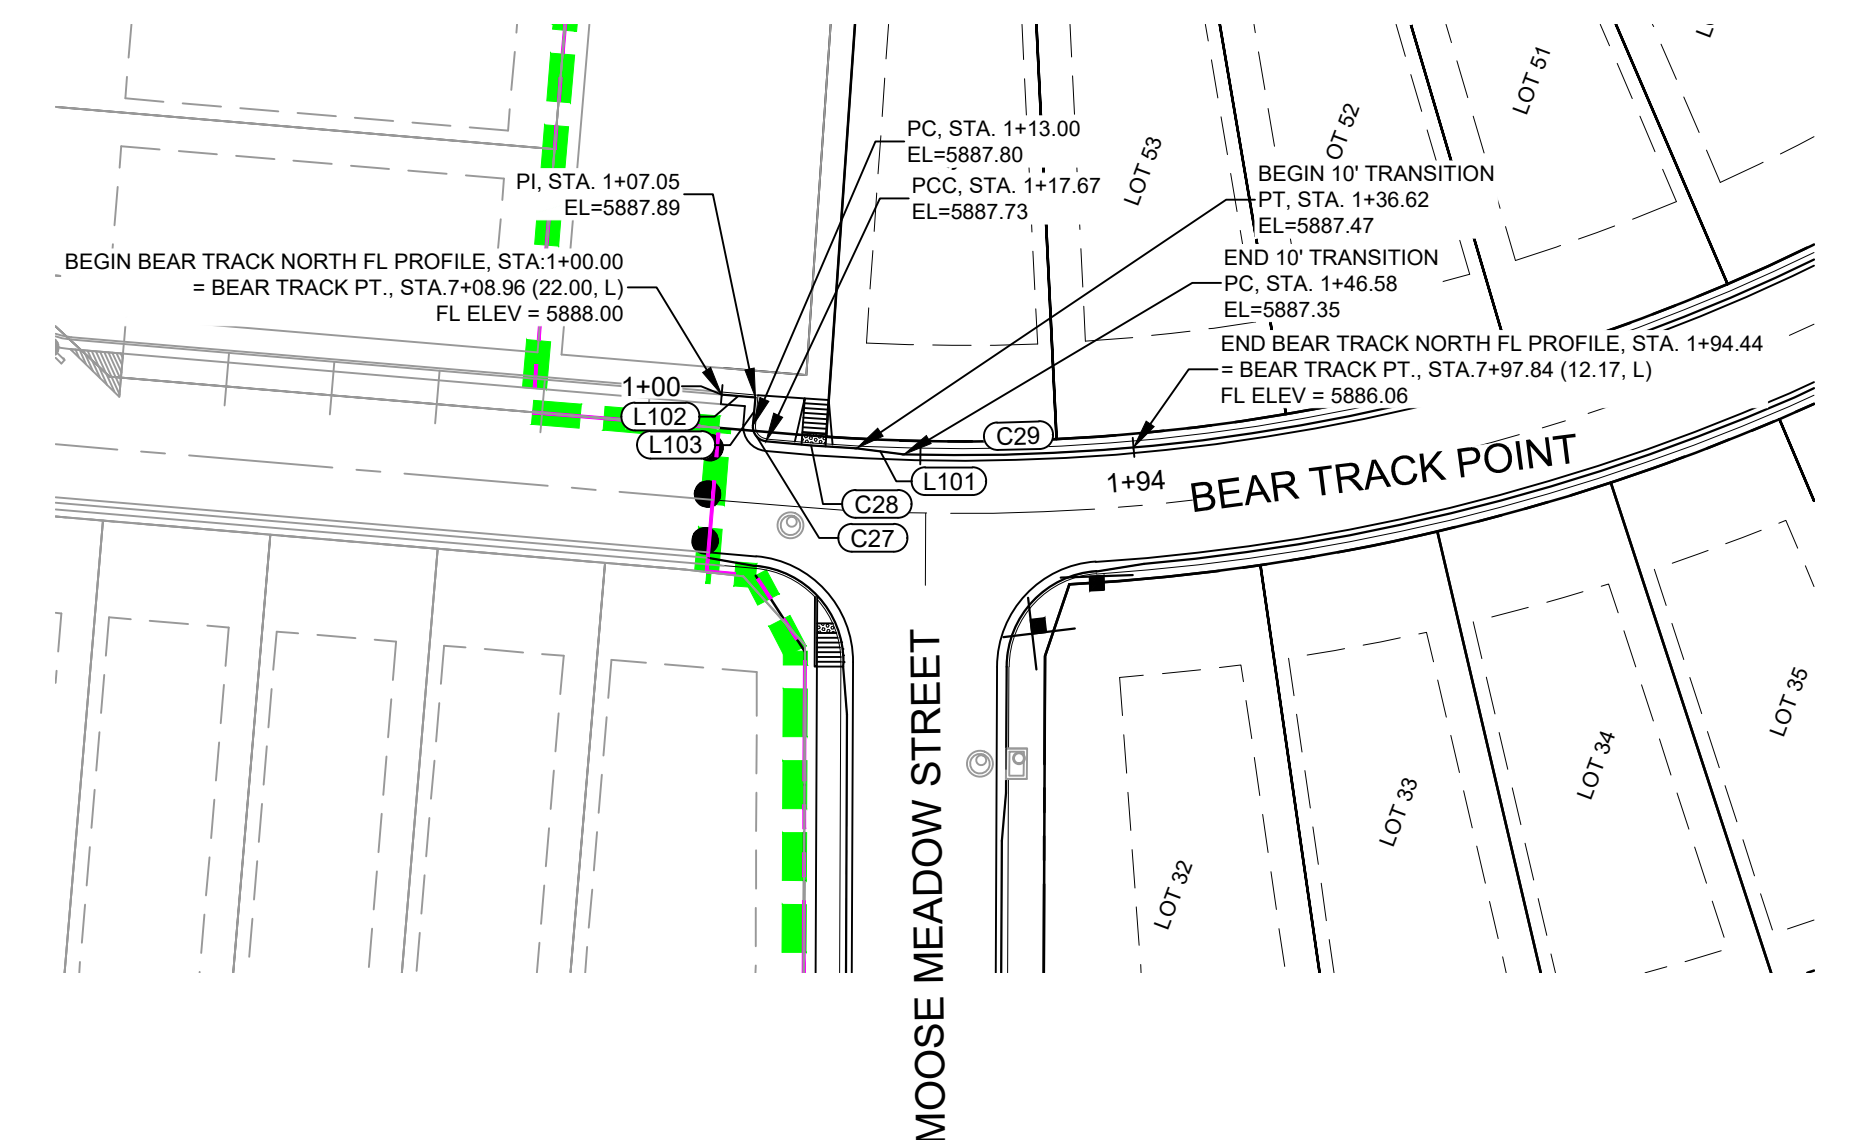 LOT 51
OT 52
LOT 53
PC, STA. 1+13.00
EL=5887.80
PCC, STA. 1+17.67
EL=5887.73
PI, STA. 1+07.05
EL=5887.89
BEGIN 10' TRANSITION
PT, STA. 1+36.62
EL=5887.47
END 10' TRANSITION
PC, STA. 1+46.58
EL=5887.35
BEGIN BEAR TRACK NORTH FL PROFILE, STA:1+00.00
= BEAR TRACK PT., STA.7+08.96 (22.00, L)
FL ELEV = 5888.00
END BEAR TRACK NORTH FL PROFILE, STA. 1+94.44
= BEAR TRACK PT., STA.7+97.84 (12.17, L)
FL ELEV = 5886.06
1+00
L102
L103
C29
L101
1+94
C28
C27
BEAR TRACK POINT
MOOSE MEADOW STREET
LOT 32
LOT 33
LOT 34
LOT 35